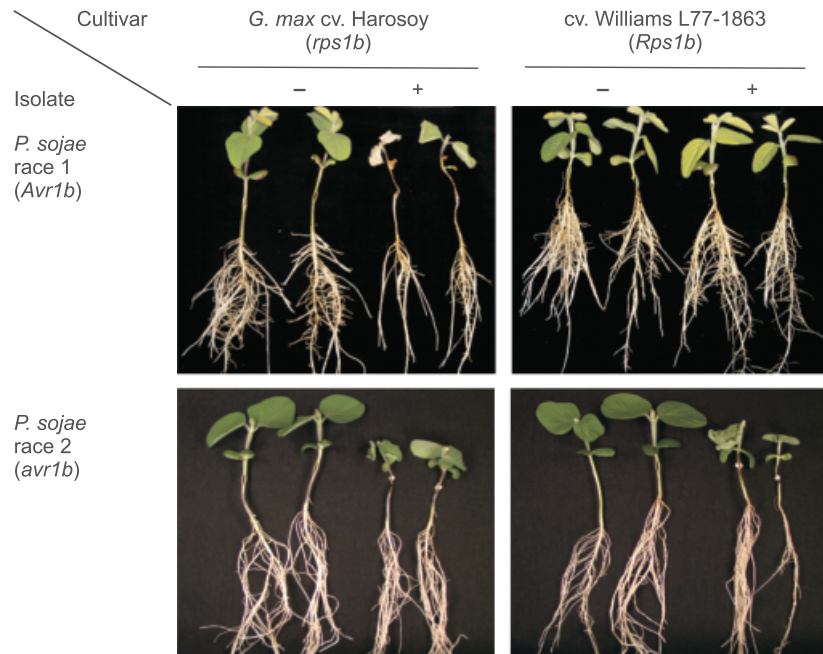 Cultivar
G. max cv. Harosoy
(rps1b)
cv. Williams L77-1863
(Rps1b)
Isolate
– + – +
P. sojae
race 1
(Avr1b)
P. sojae
race 2
(avr1b)